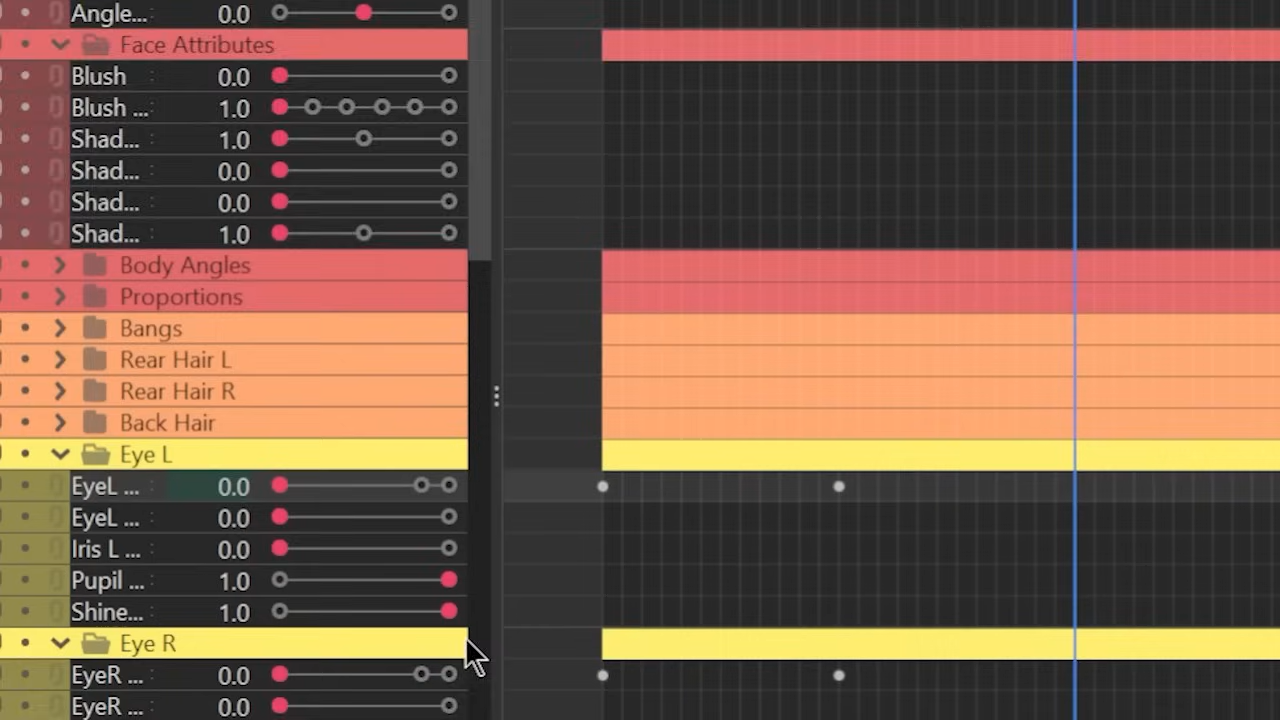 Angle... 0.0
Face Attributes
Blush : 0.0
Blush ... : 1.0
Shad... : 1.0
Shad... : 0.0
Shad... : 0.0
Shad... : 1.0
Body Angles
Proportions
Bangs
Rear Hair L
Rear Hair R
Back Hair
Eye L
EyeL ... : 0.0
EyeL ... : 0.0
Iris L ... : 0.0
Pupil ... : 1.0
Shine... : 1.0
Eye R
EyeR ... : 0.0
EyeR ... : 0.0